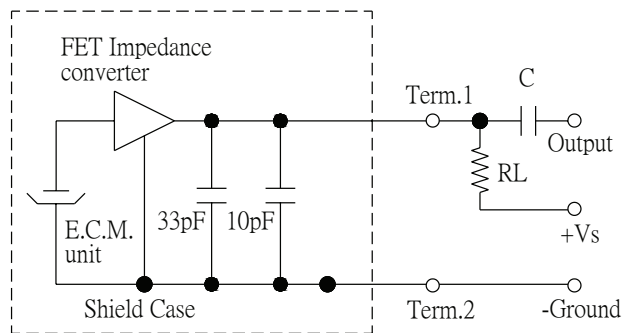 FET Impedance
converter
Term.1
C
Output
RL
33pF
10pF
E.C.M.
unit
+Vs
Shield Case
Term.2
-Ground